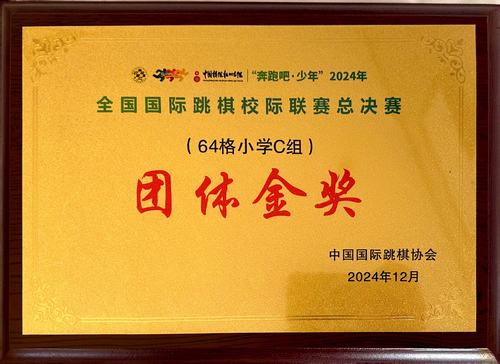 “奔跑吧·少年”2024年
全国国际跳棋校际联赛总决赛
（64格小学C组）
团体金奖
中国国际跳棋协会
2024年12月